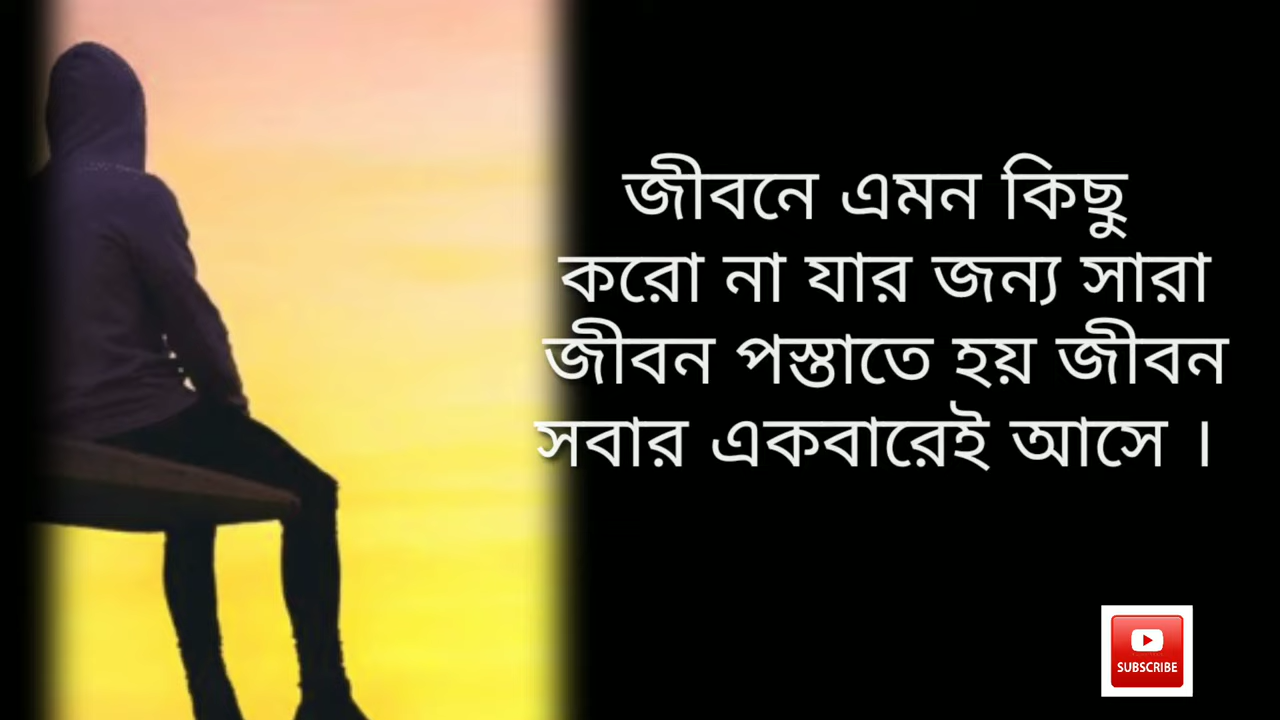 জীবনে এমন কিছু
করো না যার জন্য সারা
জীবন পস্তাতে হয় জীবন
সবার একবারেই আসে ।
SUBSCRIBE